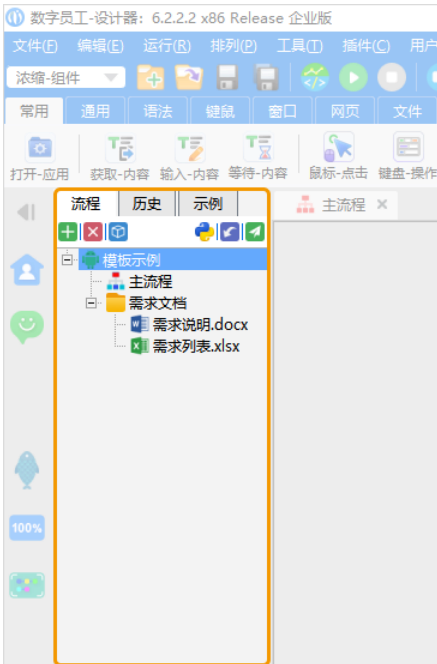 数字员工-设计器：6.2.2.2 x86 Release 企业版
文件(F) 编辑(E) 运行(R) 排列(P) 工具(T) 插件(C) 用户
浓缩-组件
常用 通用 语法 键鼠 窗口 网页 文件
打开-应用 获取-内容 输入-内容 等待-内容 鼠标-点击 键盘-操作
流程 历史 示例 主流程
模板示例
主流程
需求文档
需求说明.docx
需求列表.xlsx
100%